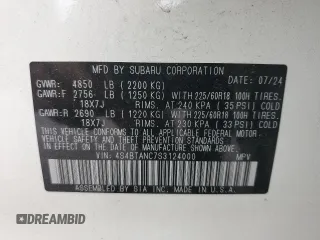 MFD. BY SUBARU CORPORATION DATE: 07/24
GVWR: 4850 LB (2200 KG)
GAWR:F 2756 LB (1250 KG) WITH 225/60R18 100H TIRES.
18X7J RIMS. AT 240 KPA (35 PSI) COLD
GAWR:R 2690 LB (1220 KG) WITH 225/60R18 100H TIRES.
18X7J RIMS. AT 230 KPA (33 PSI) COLD
THIS VEHICLE CONFORMS TO ALL APPLICABLE
FEDERAL MOTOR VEHICLE SAFETY, BUMPER, AND THEFT
PREVENTION STANDARDS IN EFFECT ON THE DATE OF
MANUFACTURE SHOWN ABOVE.
VIN: 4S4BTANC7S3124000 MPV
ASSEMBLED BY SIA INC. MADE IN U.S.A.